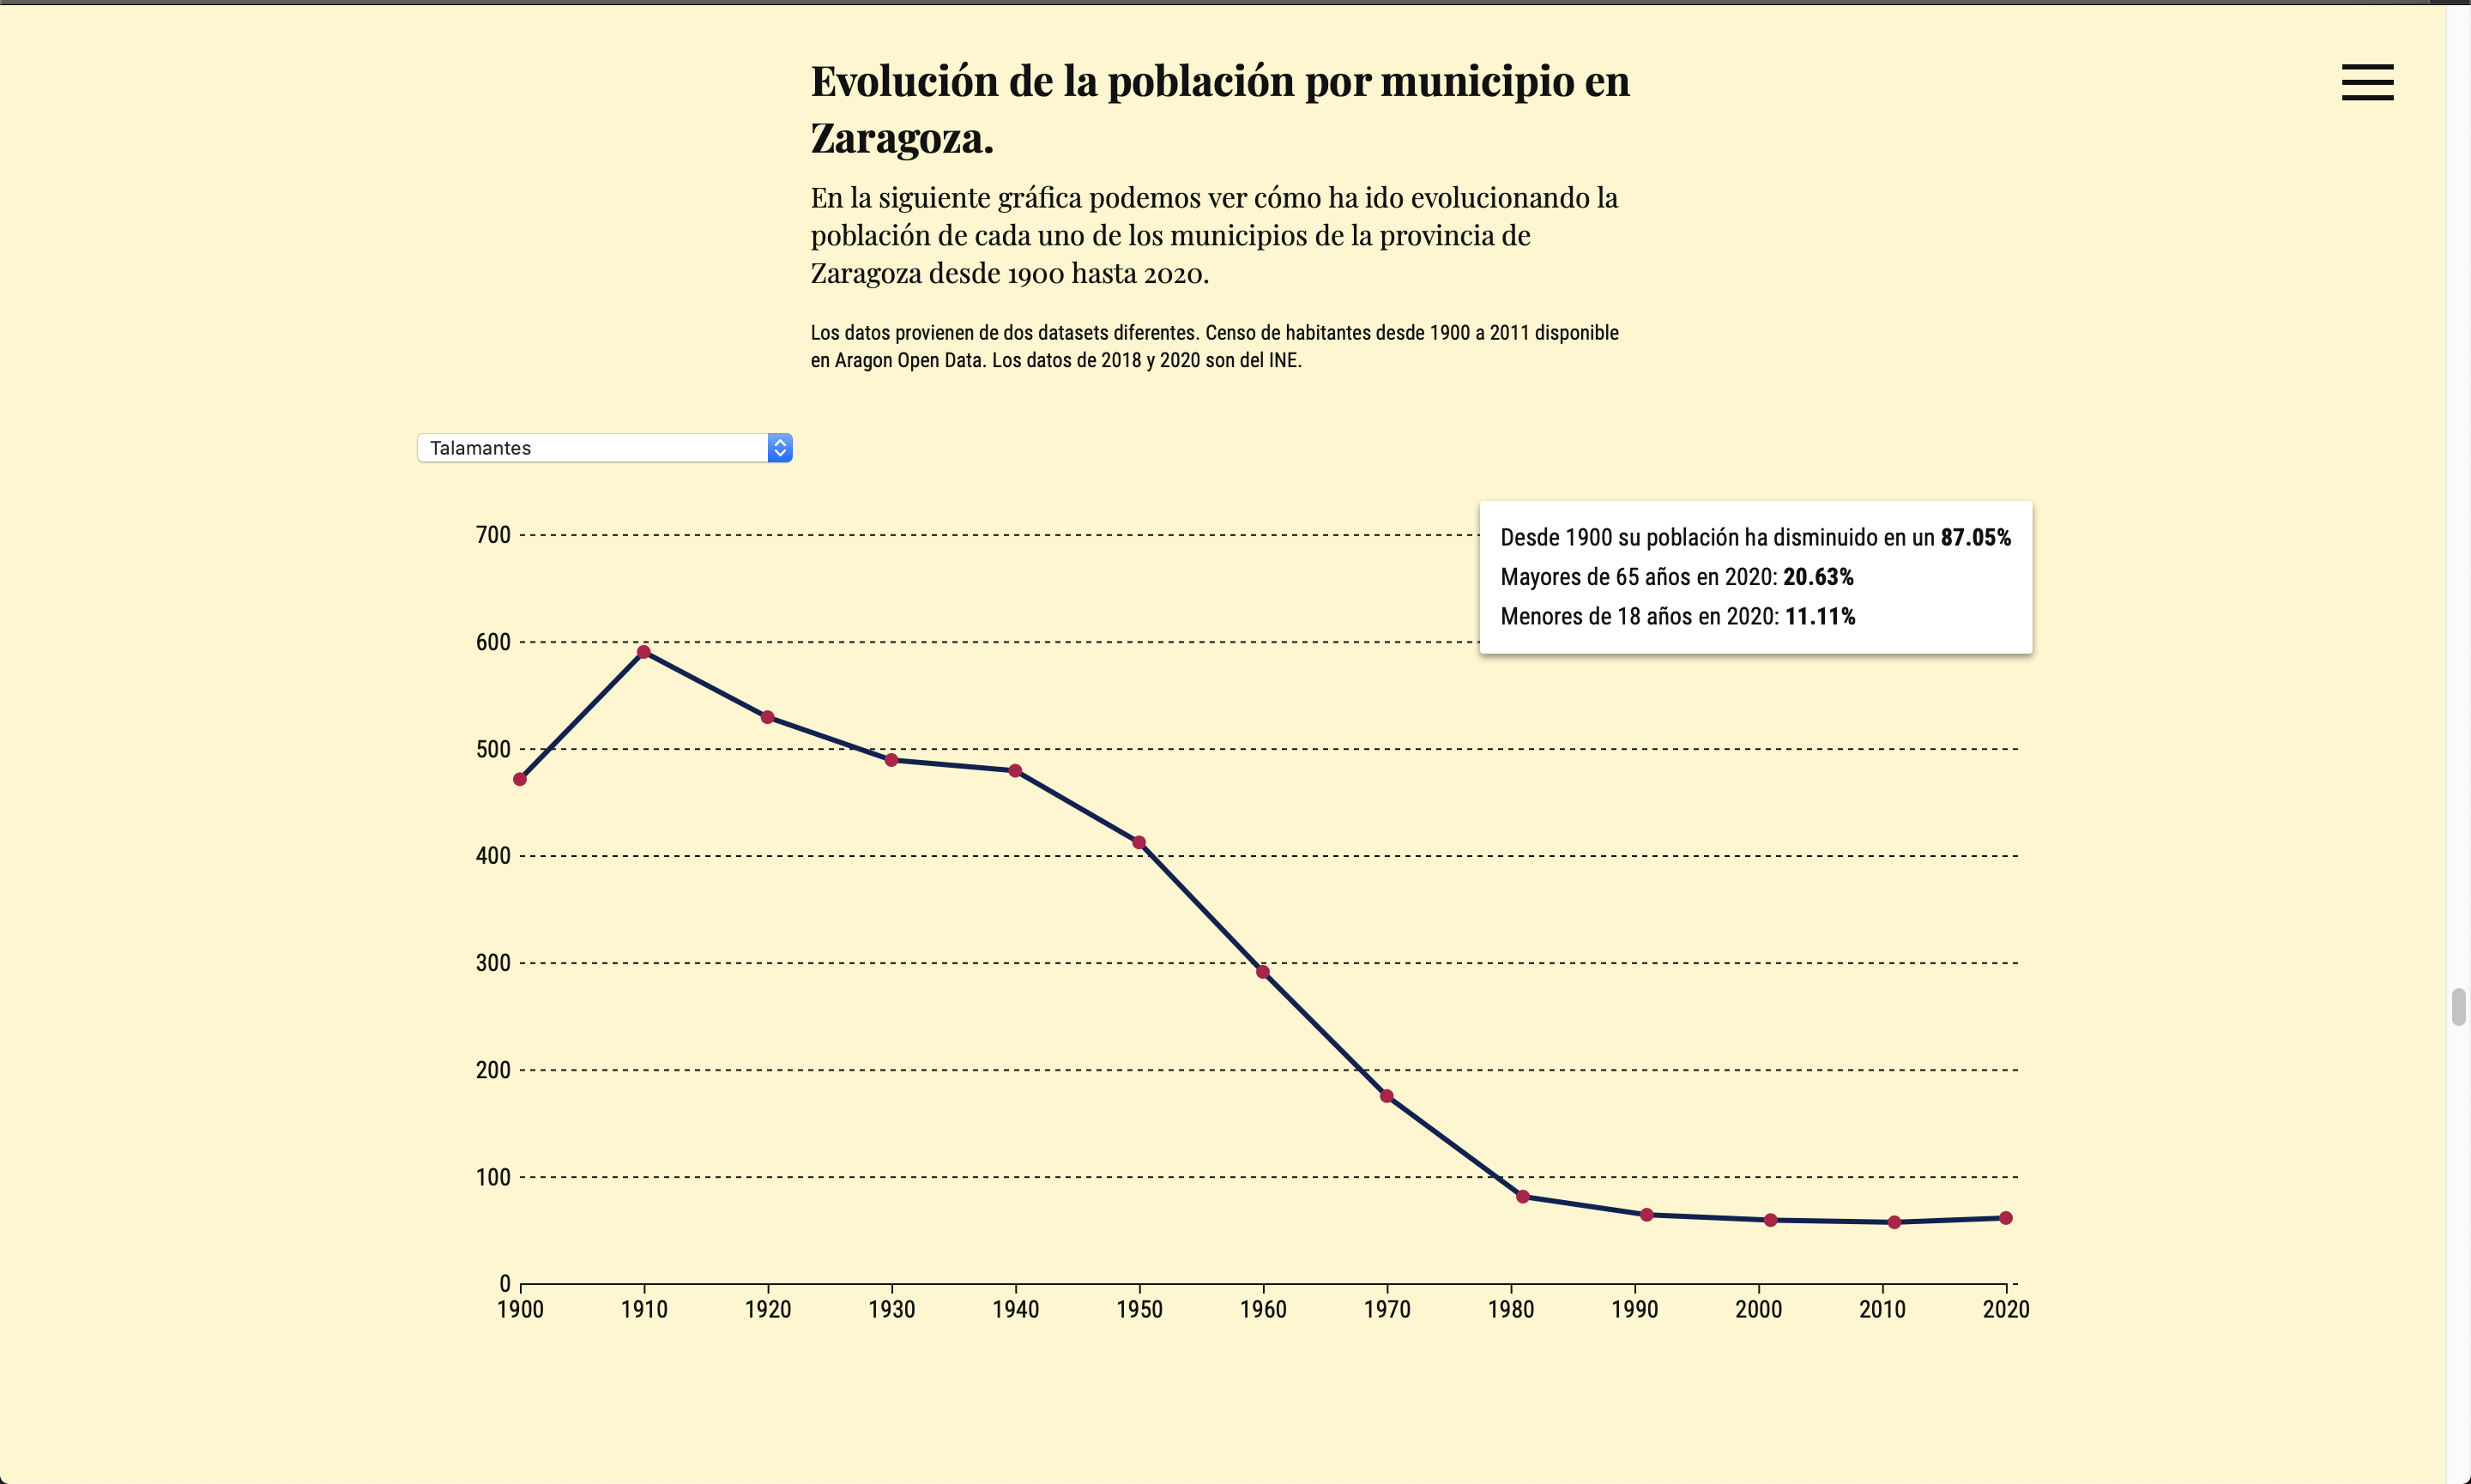 Evolución de la población por municipio en
Zaragoza.
En la siguiente gráfica podemos ver cómo ha ido evolucionando la
población de cada uno de los municipios de la provincia de
Zaragoza desde 1900 hasta 2020.
Los datos provienen de dos datasets diferentes. Censo de habitantes desde 1900 a 2011 disponible
en Aragon Open Data. Los datos de 2018 y 2020 son del INE.
Talamantes
Desde 1900 su población ha disminuido en un 87.05%
Mayores de 65 años en 2020: 20.63%
Menores de 18 años en 2020: 11.11%
700
600
500
400
300
200
100
0
1900 1910 1920 1930 1940 1950 1960 1970 1980 1990 2000 2010 2020